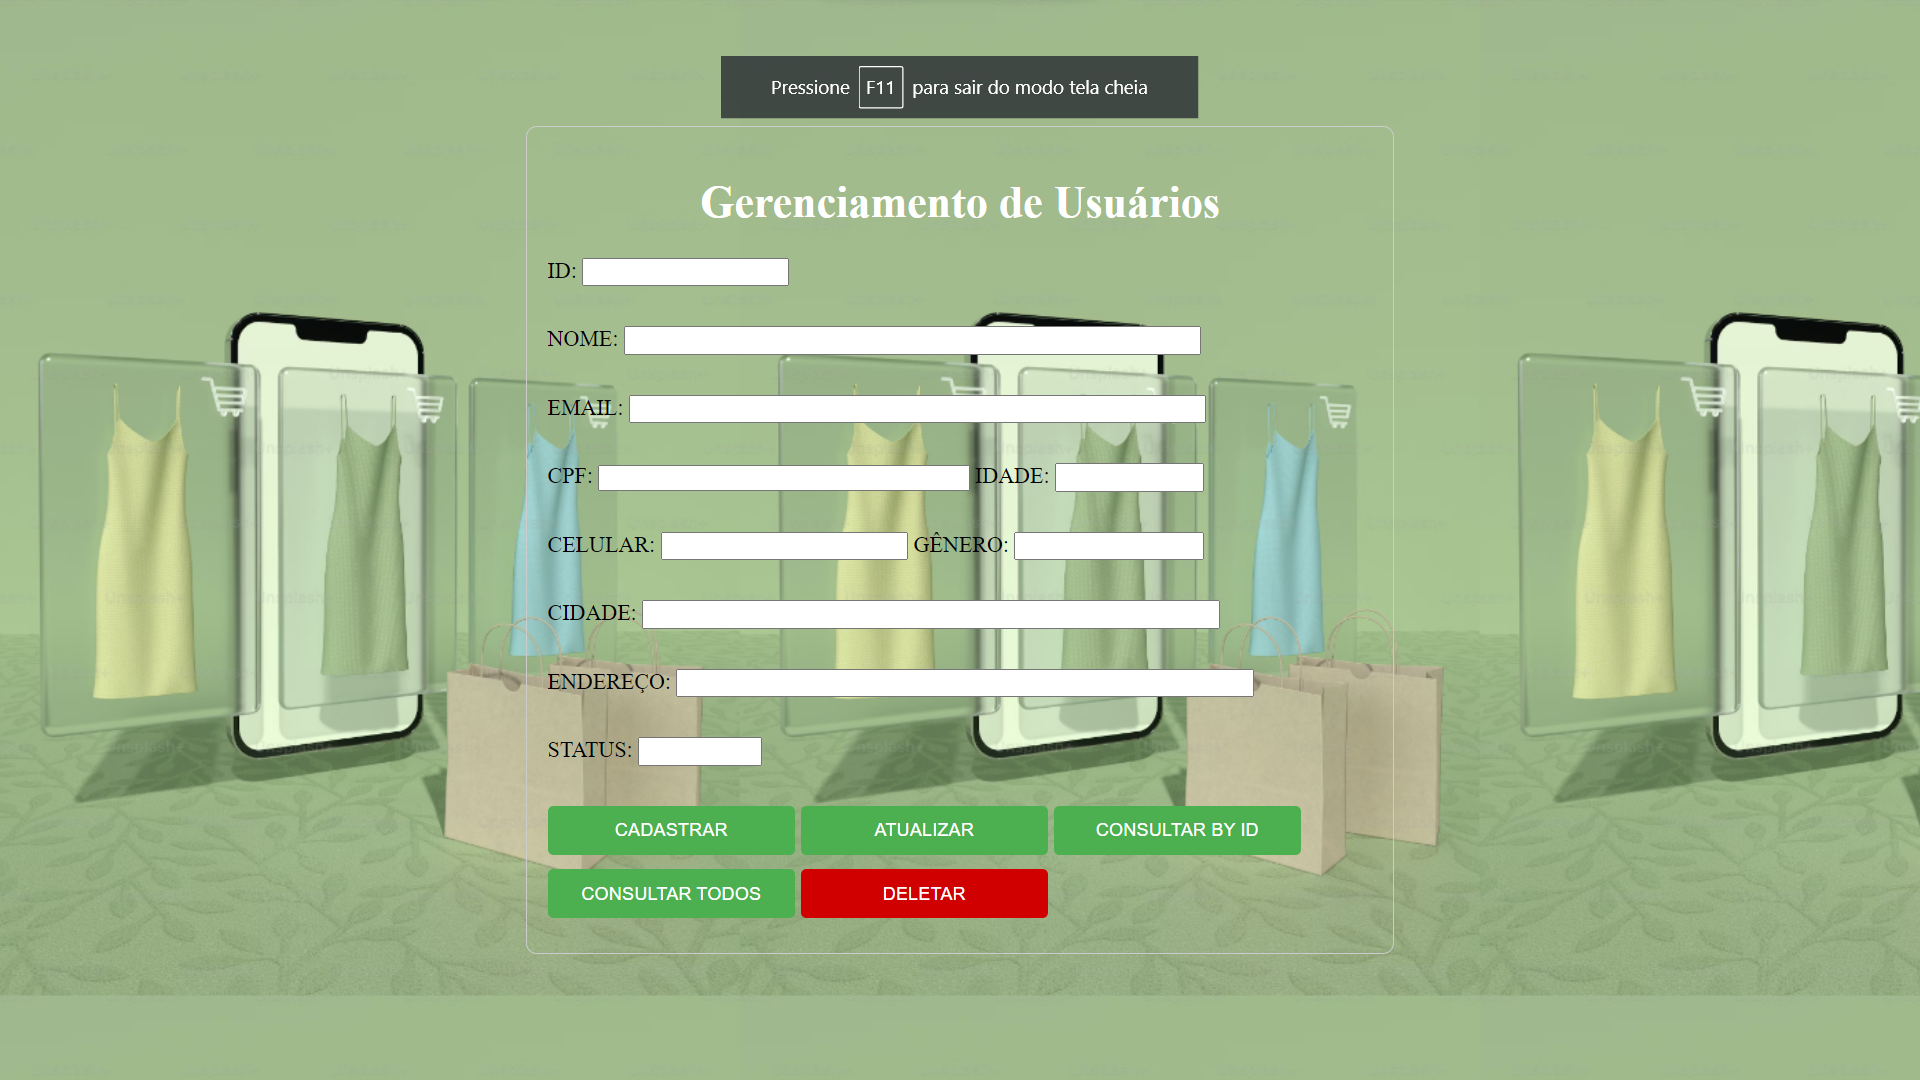 Pressione F11 para sair do modo tela cheia
Gerenciamento de Usuários
ID:
NOME:
EMAIL:
CPF: IDADE:
CELULAR: GÊNERO:
CIDADE:
ENDEREÇO:
STATUS:
CADASTRAR ATUALIZAR CONSULTAR BY ID
CONSULTAR TODOS DELETAR